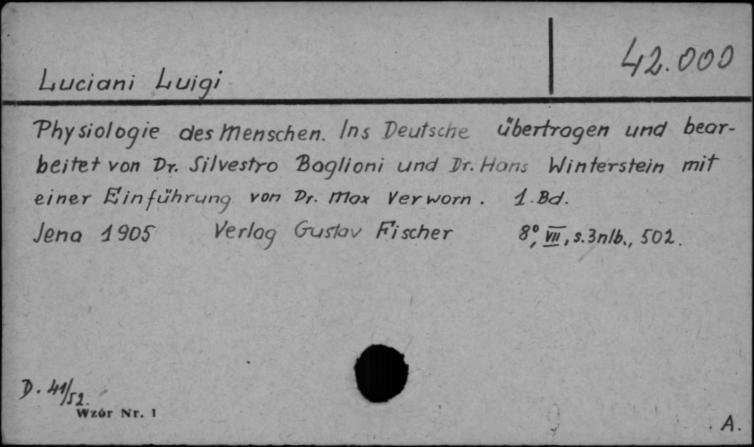 42.000
Luciani Luigi
Physiologie des Menschen. Ins Deutsche übertragen und bear-
beitet von Dr. Silvestro Baglioni und Dr. Hans Winterstein mit
einer Einführung von Dr. Max Verworn. 1. Bd.
Jena 1905 Verlag Gustav Fischer 8°, VII, s. 3nlb., 502.
D. 41/52.
Wzór Nr. 1
A.